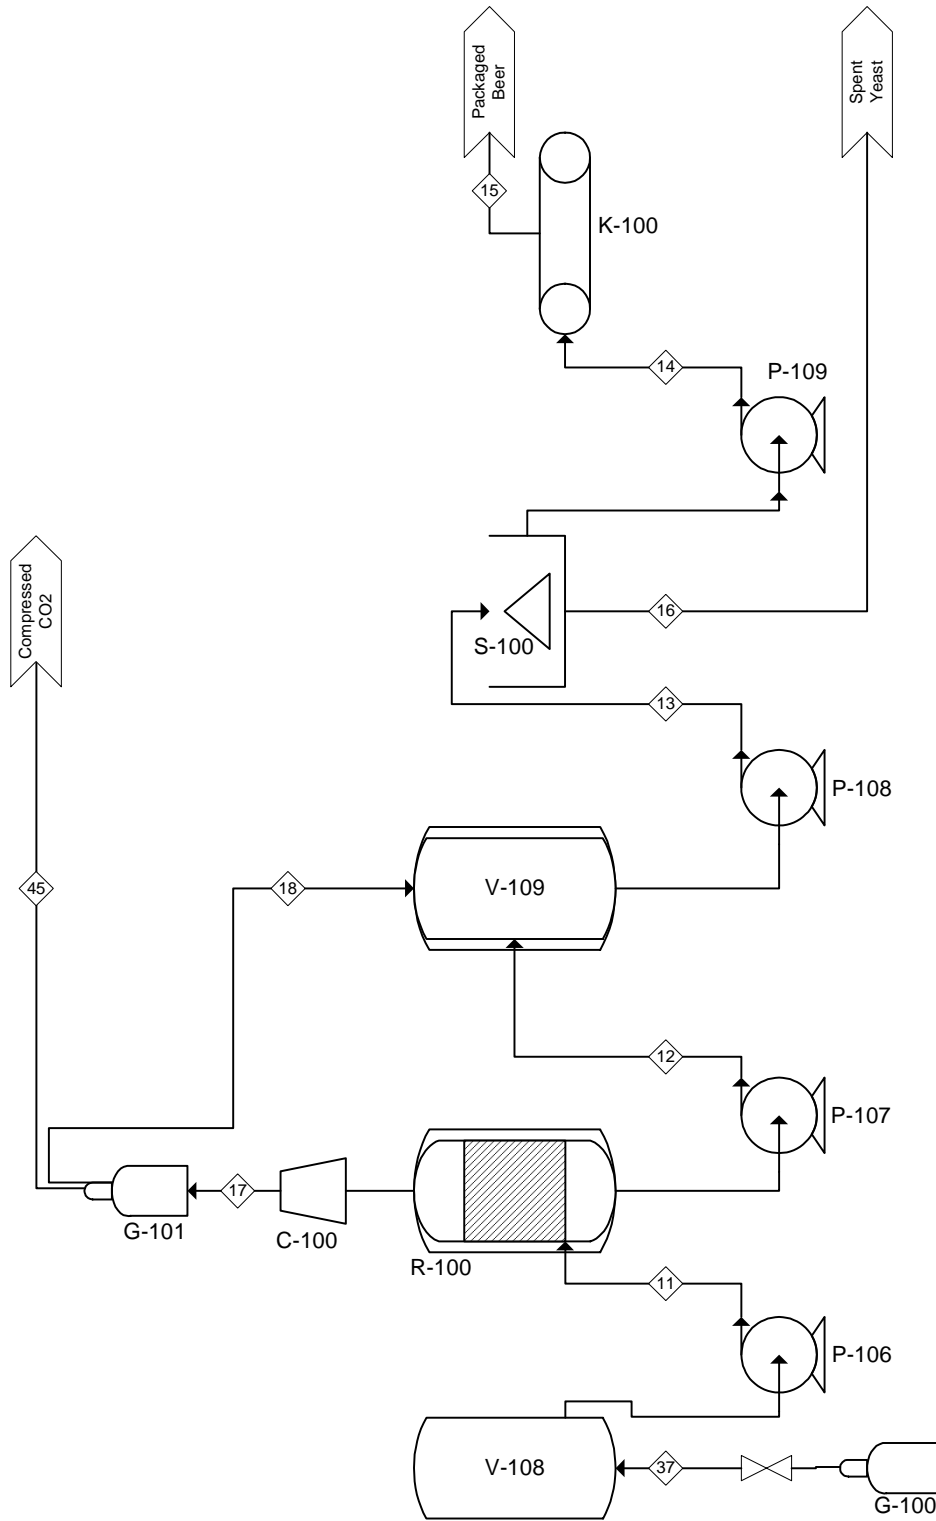 Packaged
Beer
Spent
Yeast
15
K-100
14
P-109
Compressed
CO2
16
S-100
13
P-108
45
18
V-109
12
P-107
17
G-101
C-100
R-100
11
P-106
V-108
37
G-100